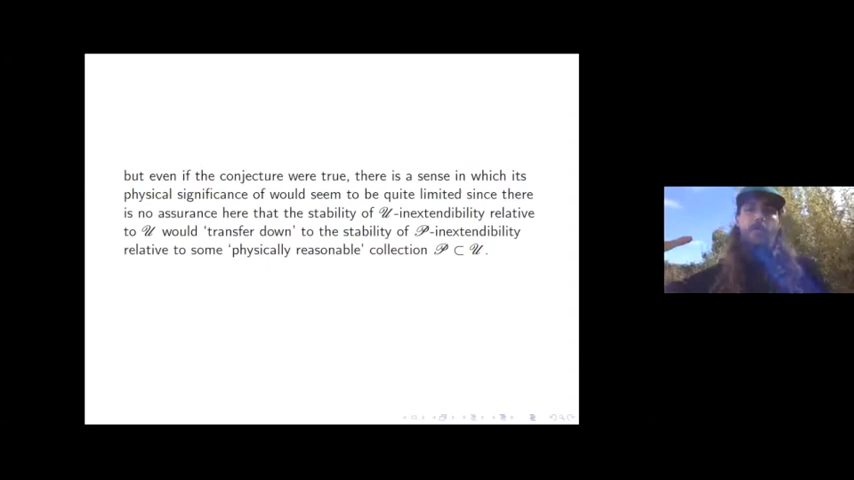 but even if the conjecture were true, there is a sense in which its
physical significance of would seem to be quite limited since there
is no assurance here that the stability of 𝒰-inextendibility relative
to 𝒰 would ‘transfer down’ to the stability of 𝒫-inextendibility
relative to some ‘physically reasonable’ collection 𝒫 ⊂ 𝒰.